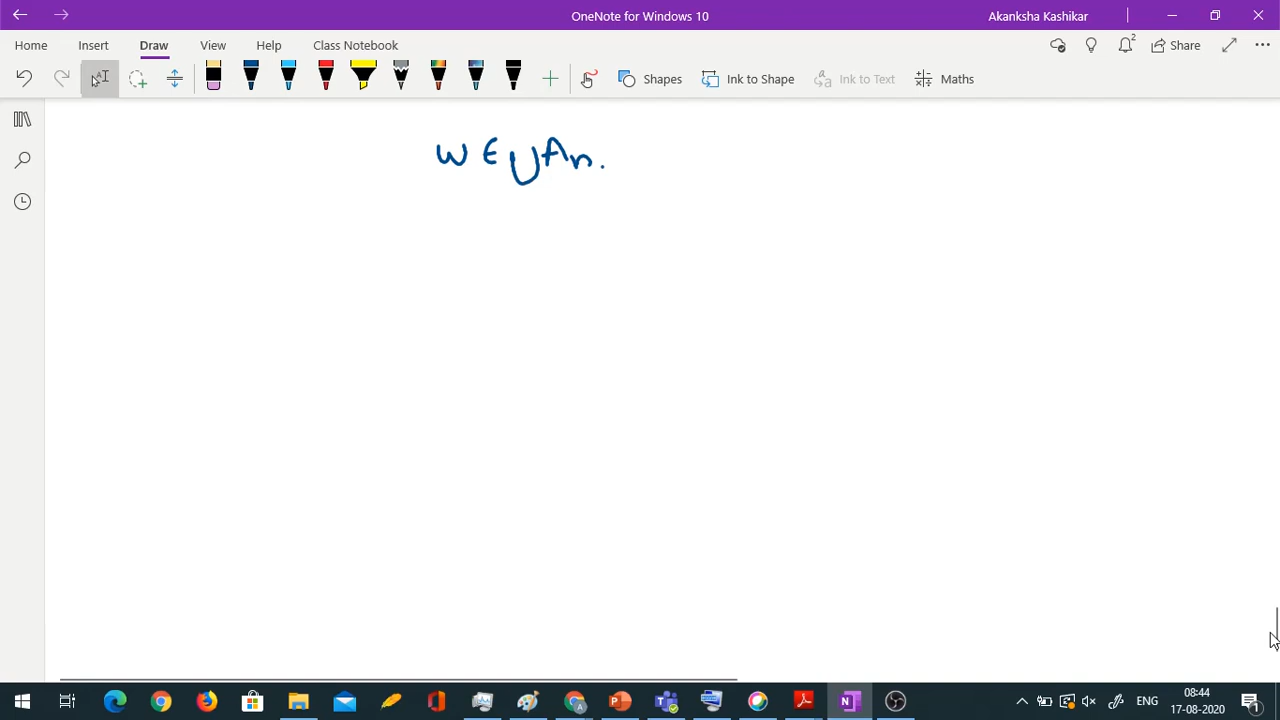 OneNote for Windows 10
Akanksha Kashikar
Home Insert Draw View Help Class Notebook
Share
Shapes Ink to Shape Ink to Text Maths
ω ∈ ∪An.
ENG
08:44
17-08-2020